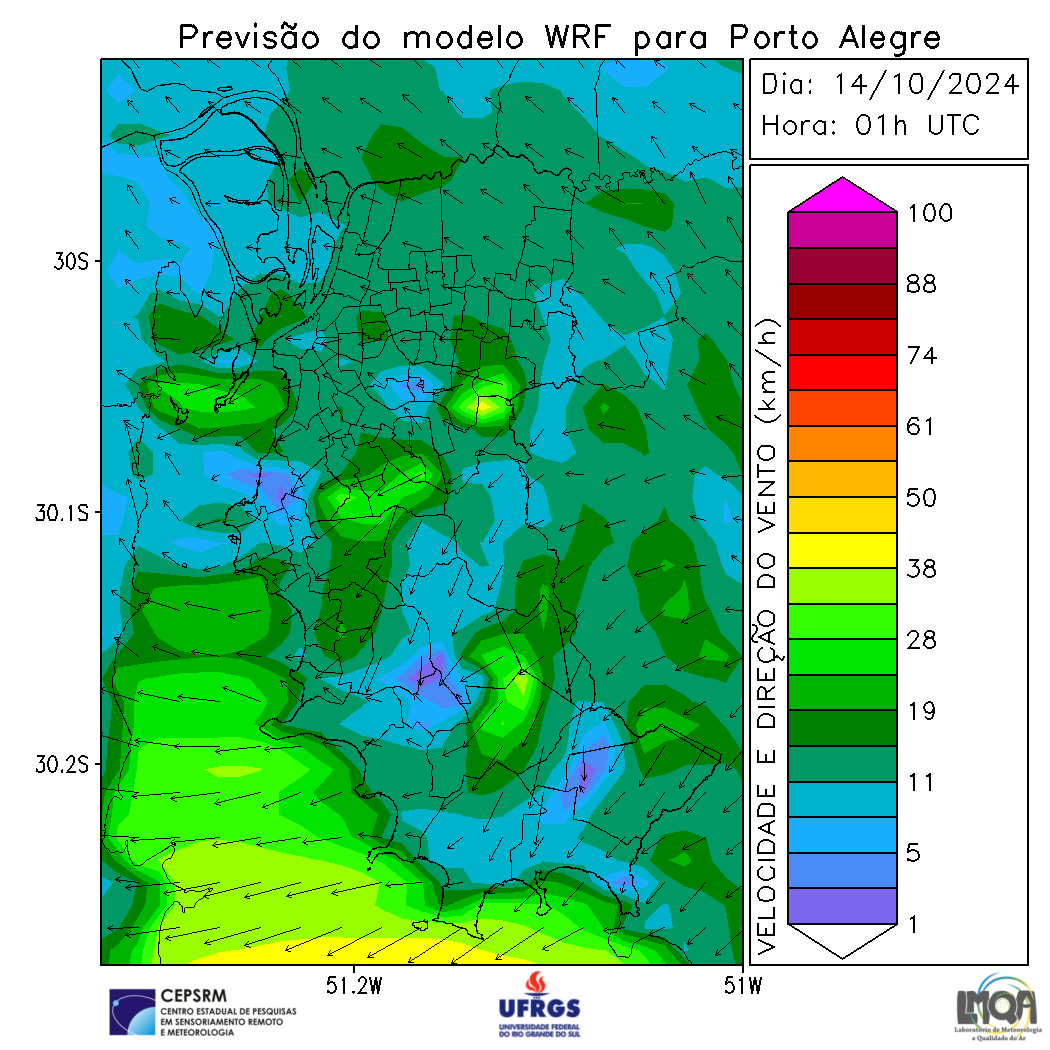 Previsão do modelo WRF para Porto Alegre
Dia: 14/10/2024
Hora: 01h UTC
30S
30.1S
30.2S
51.2W
51W
VELOCIDADE E DIREÇÃO DO VENTO (km/h)
100
88
74
61
50
38
28
19
11
5
1
CEPSRM
CENTRO ESTADUAL DE PESQUISAS
EM SENSORIAMENTO REMOTO
E METEOROLOGIA
UFRGS
UNIVERSIDADE FEDERAL
DO RIO GRANDE DO SUL
LMQA
Laboratório de Meteorologia
e Qualidade do Ar